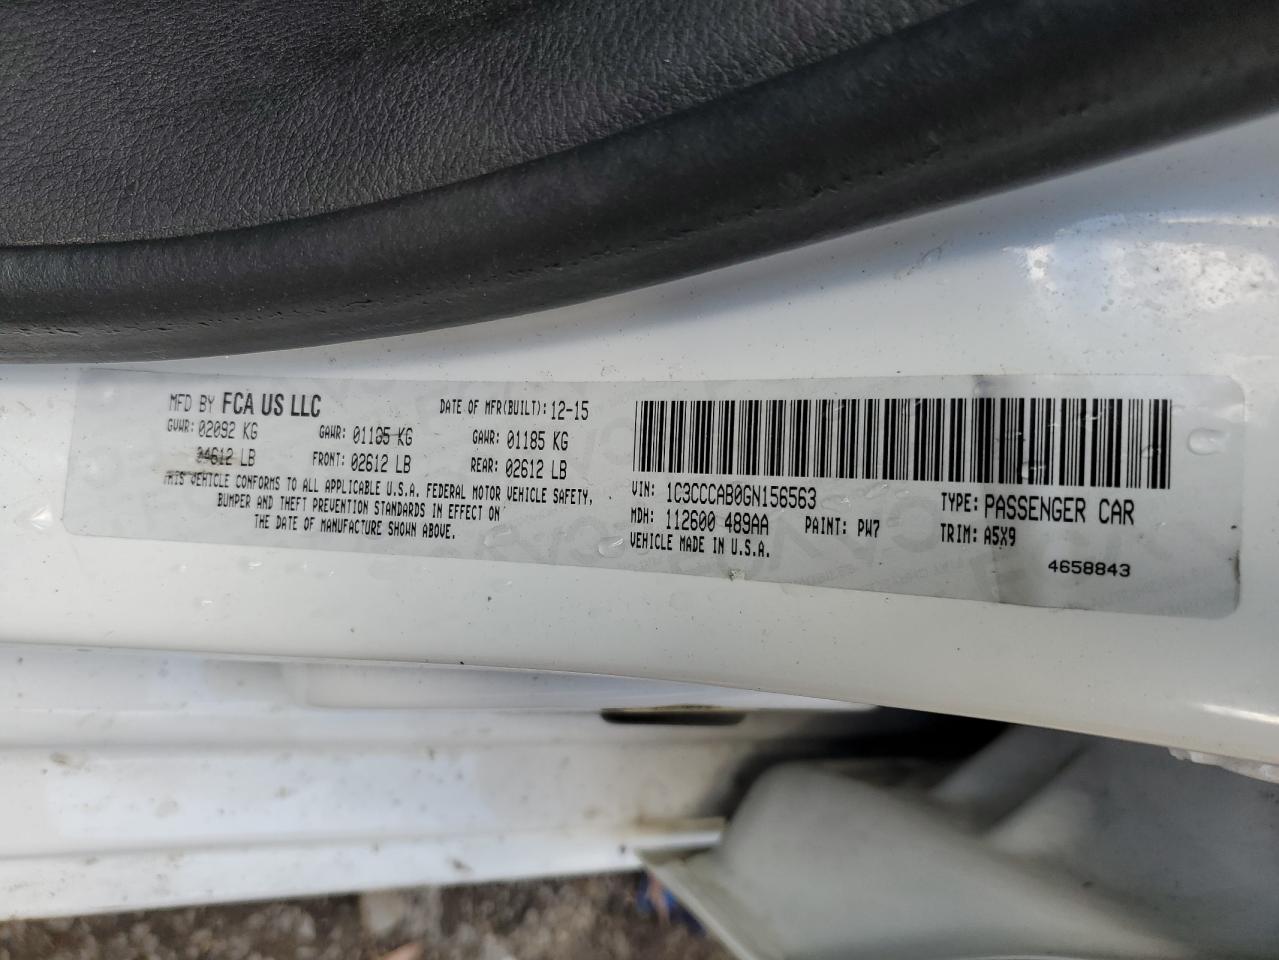 MFD BY FCA US LLC DATE OF MFR(BUILT): 12-15
GVWR: 02092 KG GAWR: 01185 KG GAWR: 01185 KG
04612 LB FRONT: 02612 LB REAR: 02612 LB
THIS VEHICLE CONFORMS TO ALL APPLICABLE U.S.A. FEDERAL MOTOR VEHICLE SAFETY,
BUMPER AND THEFT PREVENTION STANDARDS IN EFFECT ON
THE DATE OF MANUFACTURE SHOWN ABOVE.
VIN: 1C3CCCAB0GN156563 TYPE: PASSENGER CAR
MDH: 112600 489AA PAINT: PW7 TRIM: A5X9
VEHICLE MADE IN U.S.A.
4658843